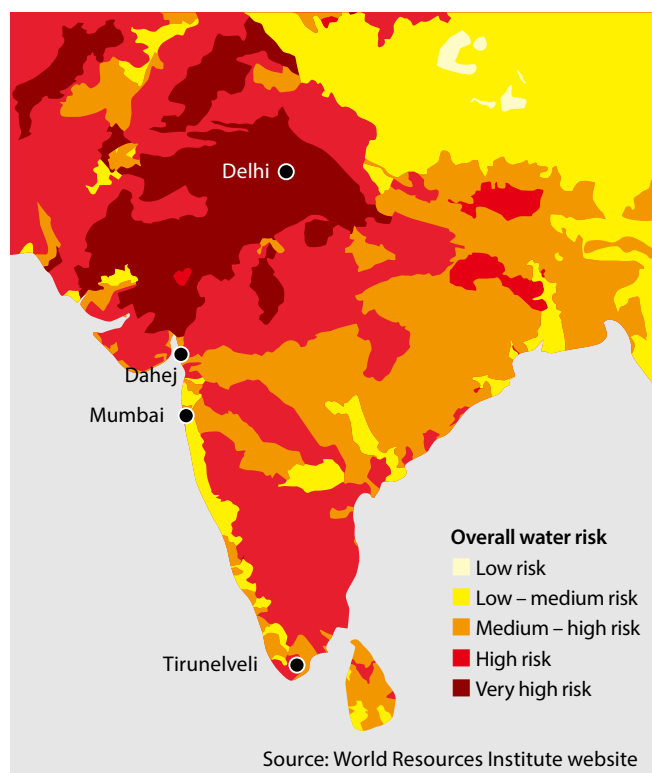 Delhi
Dahej
Mumbai
Overall water risk
Low risk
Low – medium risk
Medium – high risk
High risk
Very high risk
Tirunelveli
Source: World Resources Institute website